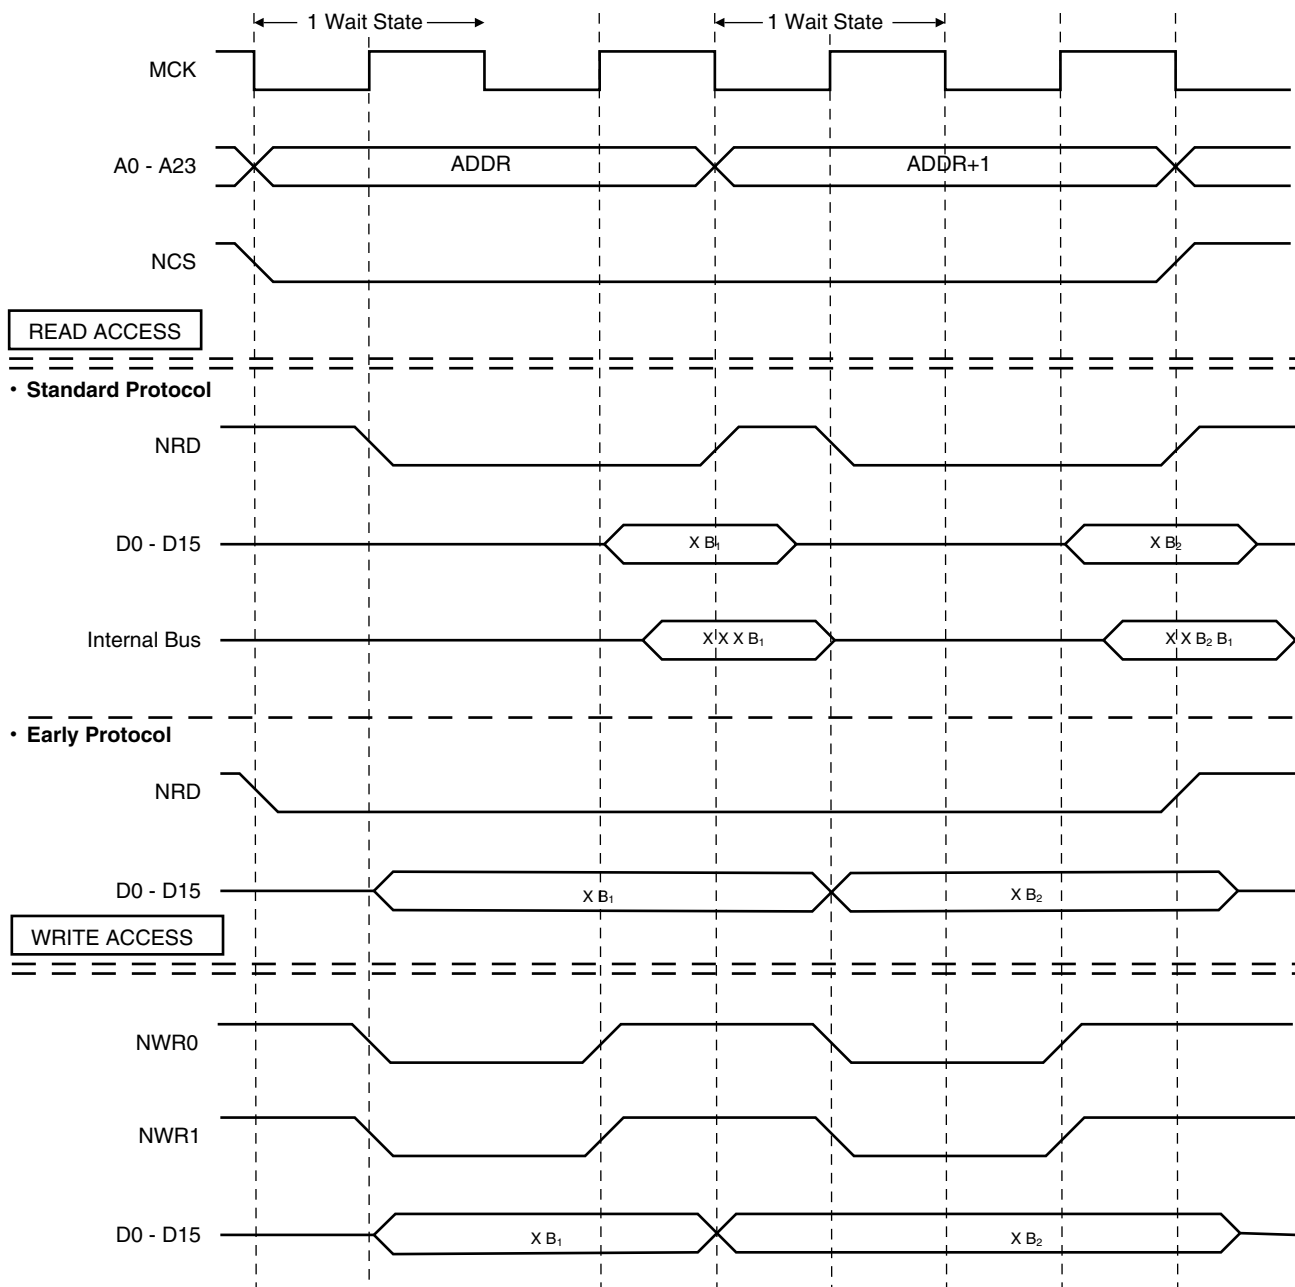 1 Wait State 1 Wait State
MCK
A0 - A23 ADDR ADDR+1
NCS
READ ACCESS
• Standard Protocol
NRD
D0 - D15 X B₁ X B₂
Internal Bus X X X B₁ X X B₂ B₁
• Early Protocol
NRD
D0 - D15 X B₁ X B₂
WRITE ACCESS
NWR0
NWR1
D0 - D15 X B₁ X B₂